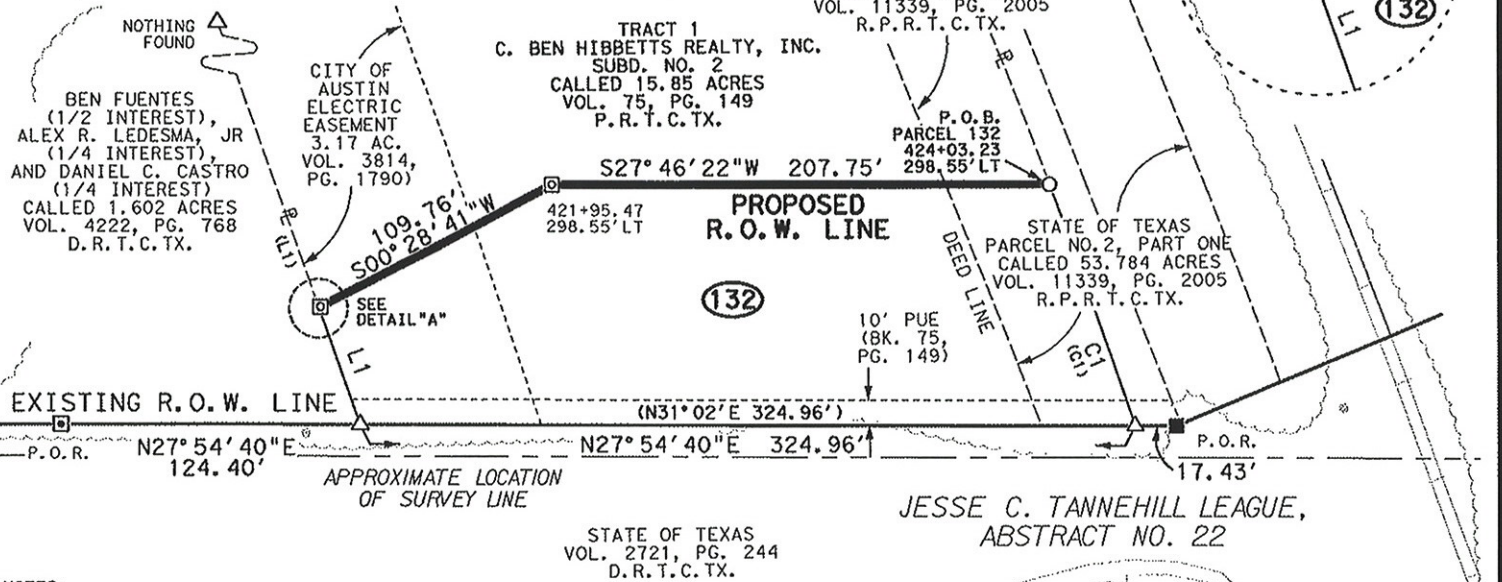 NOTHING
FOUND
BEN FUENTES
(1/2 INTEREST),
ALEX R. LEDESMA, JR
(1/4 INTEREST),
AND DANIEL C. CASTRO
(1/4 INTEREST)
CALLED 1.602 ACRES
VOL. 4222, PG. 768
D.R.T.C.TX.
CITY OF
AUSTIN
ELECTRIC
EASEMENT
3.17 AC.
VOL. 3814,
PG. 1790)
TRACT 1
C. BEN HIBBETTS REALTY, INC.
SUBD. NO. 2
CALLED 15.85 ACRES
VOL. 75, PG. 149
P.R.T.C.TX.
VOL. 11339, PG. 2005
R.P.R.T.C.TX.
L1
132
P.O.B.
PARCEL 132
424+03.23
298.55'LT
S27°46'22"W 207.75'
PROPOSED
R.O.W. LINE
421+95.47
298.55'LT
109.76'
S00°28'41"W
(L1)
SEE
DETAIL"A"
L1
132
DEED LINE
STATE OF TEXAS
PARCEL NO.2, PART ONE
CALLED 53.784 ACRES
VOL. 11339, PG. 2005
R.P.R.T.C.TX.
10' PUE
(BK. 75,
PG. 149)
C1
(C1)
EXISTING R.O.W. LINE
(N31°02'E 324.96')
P.O.R.
N27°54'40"E
124.40'
N27°54'40"E 324.96'
P.O.R.
17.43'
APPROXIMATE LOCATION
OF SURVEY LINE
JESSE C. TANNEHILL LEAGUE,
ABSTRACT NO. 22
STATE OF TEXAS
VOL. 2721, PG. 244
D.R.T.C.TX.